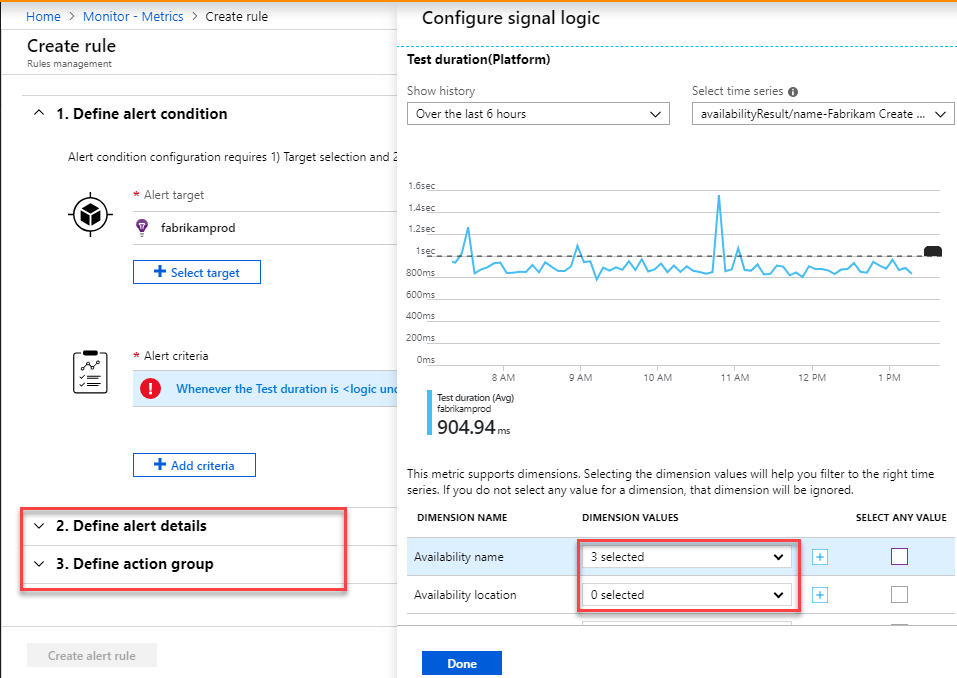 Home > Monitor - Metrics > Create rule
Create rule
Rules management
1. Define alert condition
Alert condition configuration requires 1) Target selection and 2
* Alert target
fabrikamprod
+ Select target
* Alert criteria
Whenever the Test duration is <logic und
+ Add criteria
2. Define alert details
3. Define action group
Create alert rule
Configure signal logic
Test duration(Platform)
Show history
Over the last 6 hours
Select time series
availabilityResult/name-Fabrikam Create ...
1.6sec
1.4sec
1.2sec
1sec
800ms
600ms
400ms
200ms
0ms
8 AM 9 AM 10 AM 11 AM 12 PM 1 PM
Test duration (Avg)
fabrikamprod
904.94 ms
This metric supports dimensions. Selecting the dimension values will help you filter to the right time
series. If you do not select any value for a dimension, that dimension will be ignored.
DIMENSION NAME DIMENSION VALUES SELECT ANY VALUE
Availability name 3 selected +
Availability location 0 selected +
Done